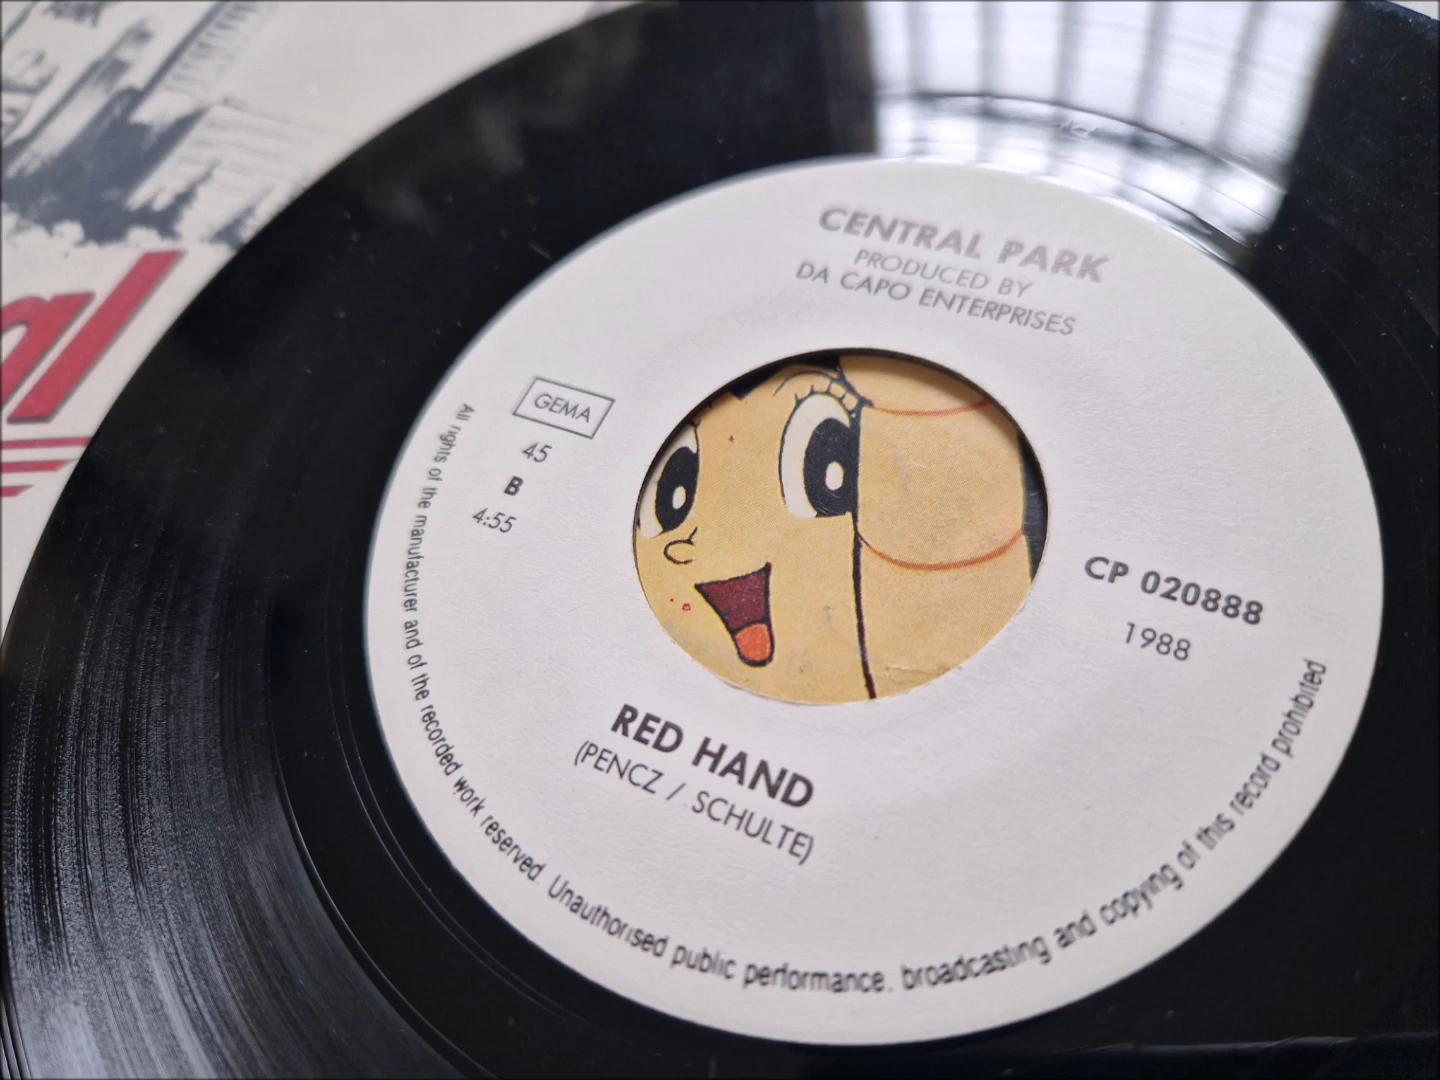 CENTRAL PARK
PRODUCED BY
DA CAPO ENTERPRISES
GEMA
45
B
4:55
CP 020888
1988
RED HAND
(PENCZ / SCHULTE)
All rights of the manufacturer and of the recorded work reserved. Unauthorised public performance, broadcasting and copying of this record prohibited